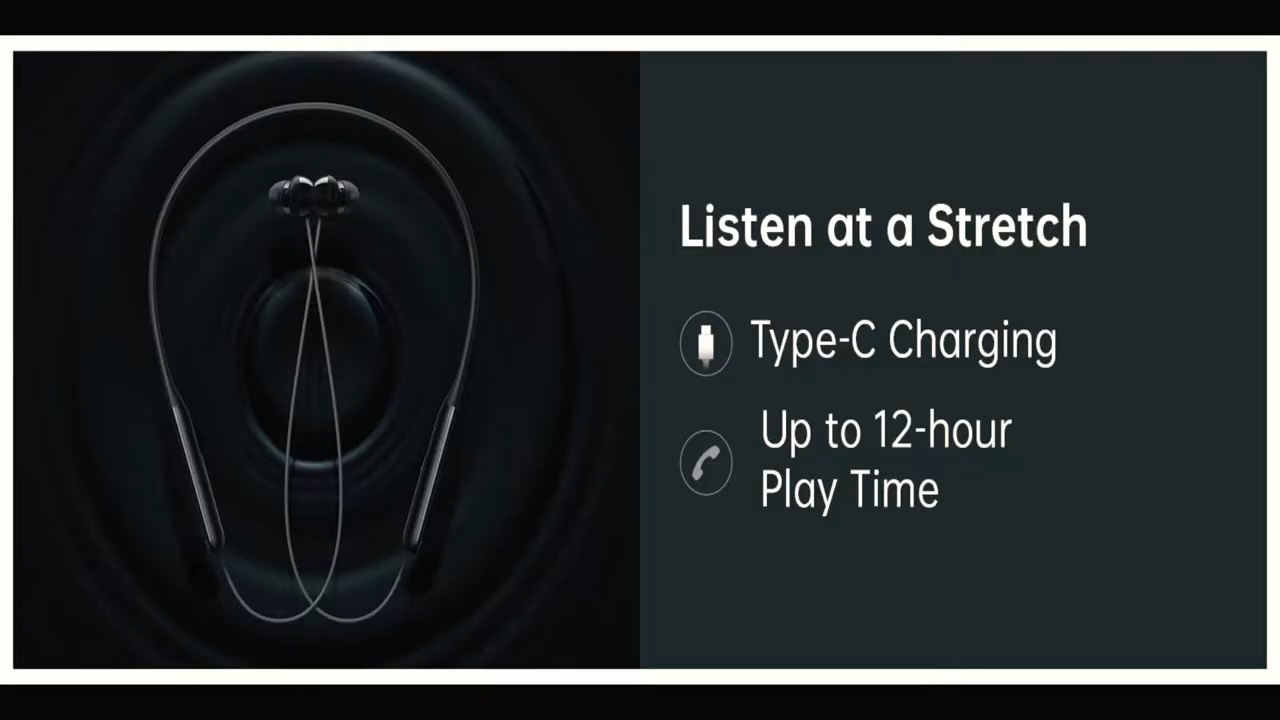 Listen at a Stretch
Type-C Charging
Up to 12-hour
Play Time